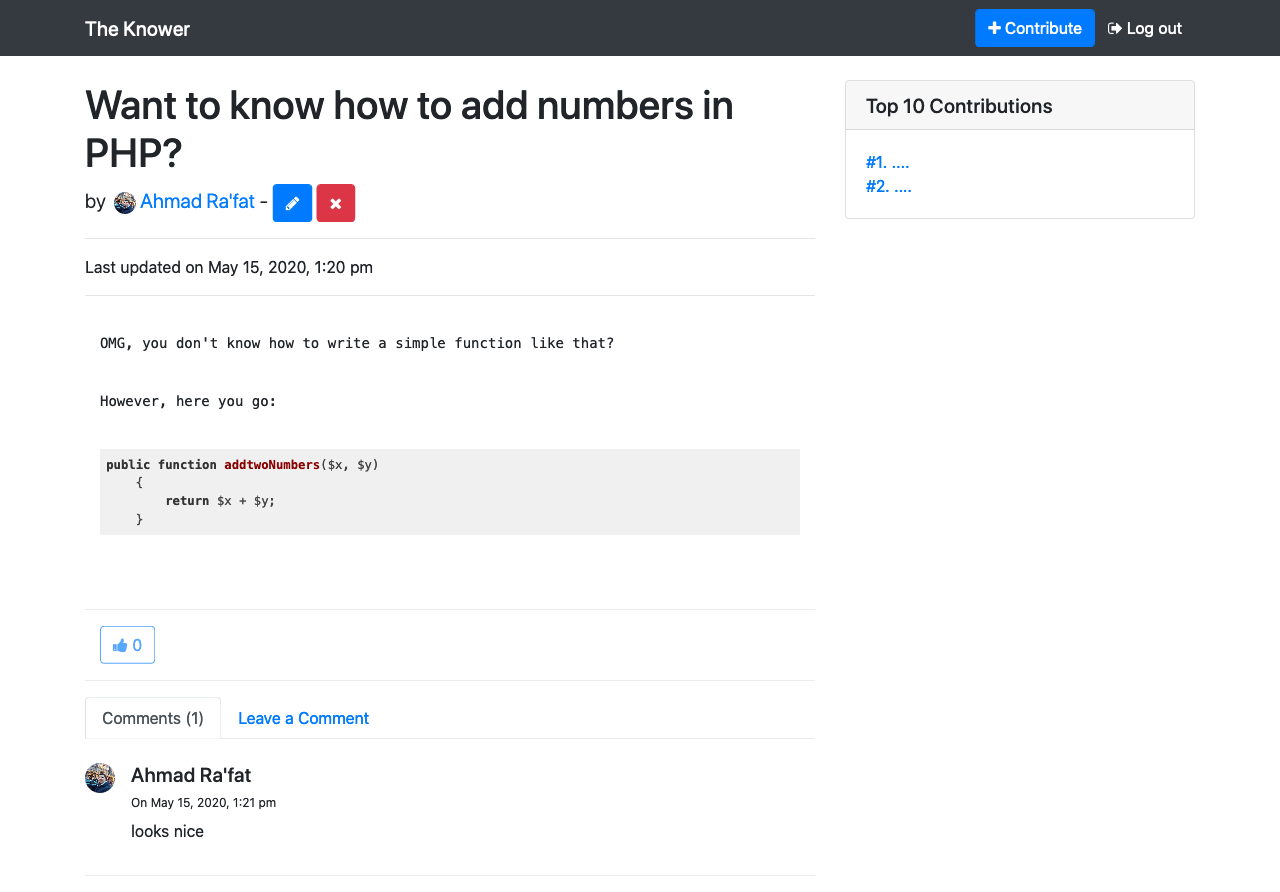 The Knower
Contribute
Log out
Want to know how to add numbers in
PHP?
by Ahmad Ra'fat -
Last updated on May 15, 2020, 1:20 pm
OMG, you don't know how to write a simple function like that?
However, here you go:
public function addtwoNumbers($x, $y)
    {
        return $x + $y;
    }
0
Comments (1)
Leave a Comment
Ahmad Ra'fat
On May 15, 2020, 1:21 pm
looks nice
Top 10 Contributions
#1. ....
#2. ....